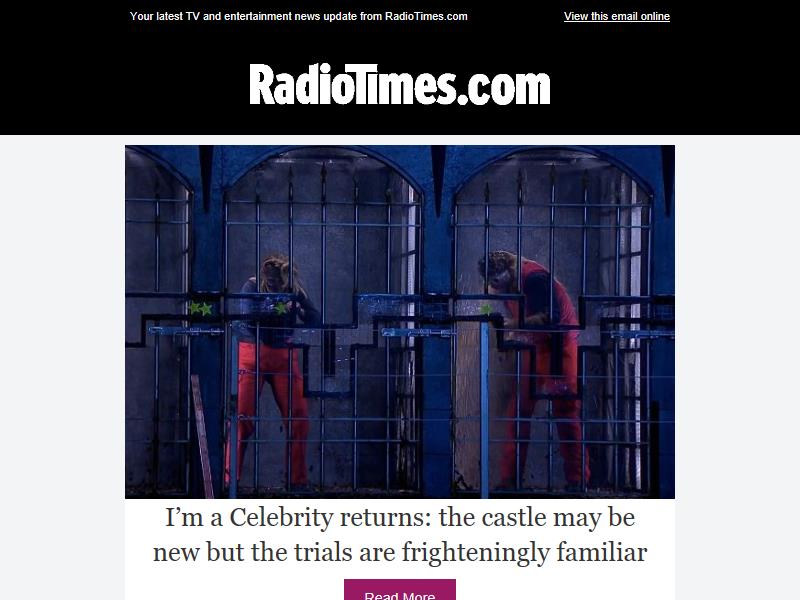 Your latest TV and entertainment news update from RadioTimes.com
View this email online
RadioTimes.com
I’m a Celebrity returns: the castle may be
new but the trials are frighteningly familiar
Read More